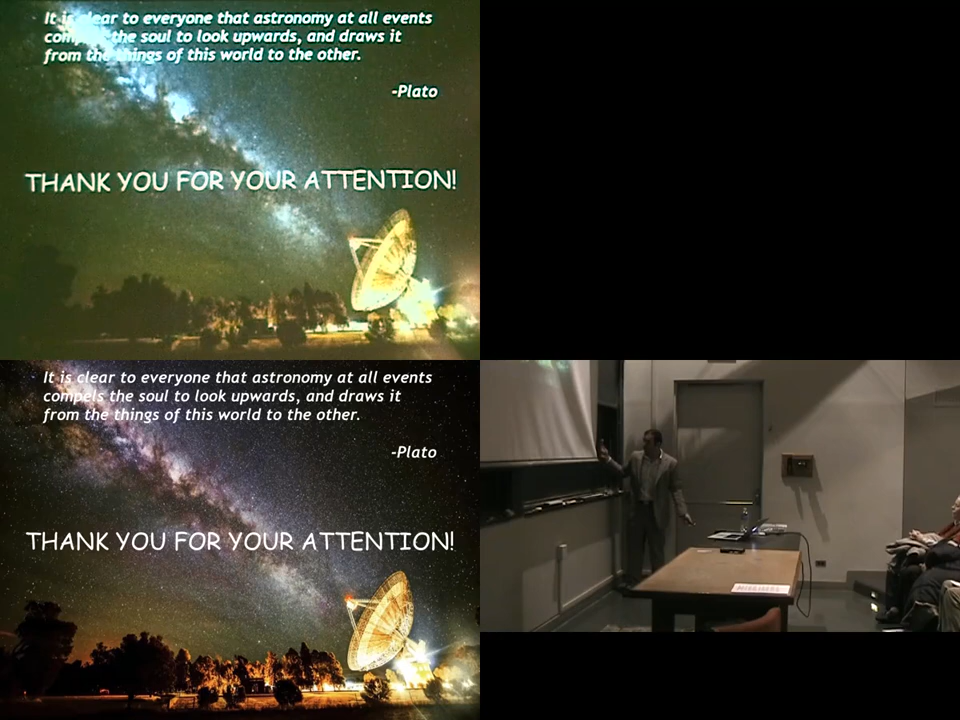 It is clear to everyone that astronomy at all events
compels the soul to look upwards, and draws it
from the things of this world to the other.
-Plato
THANK YOU FOR YOUR ATTENTION!
It is clear to everyone that astronomy at all events
compels the soul to look upwards, and draws it
from the things of this world to the other.
-Plato
THANK YOU FOR YOUR ATTENTION!